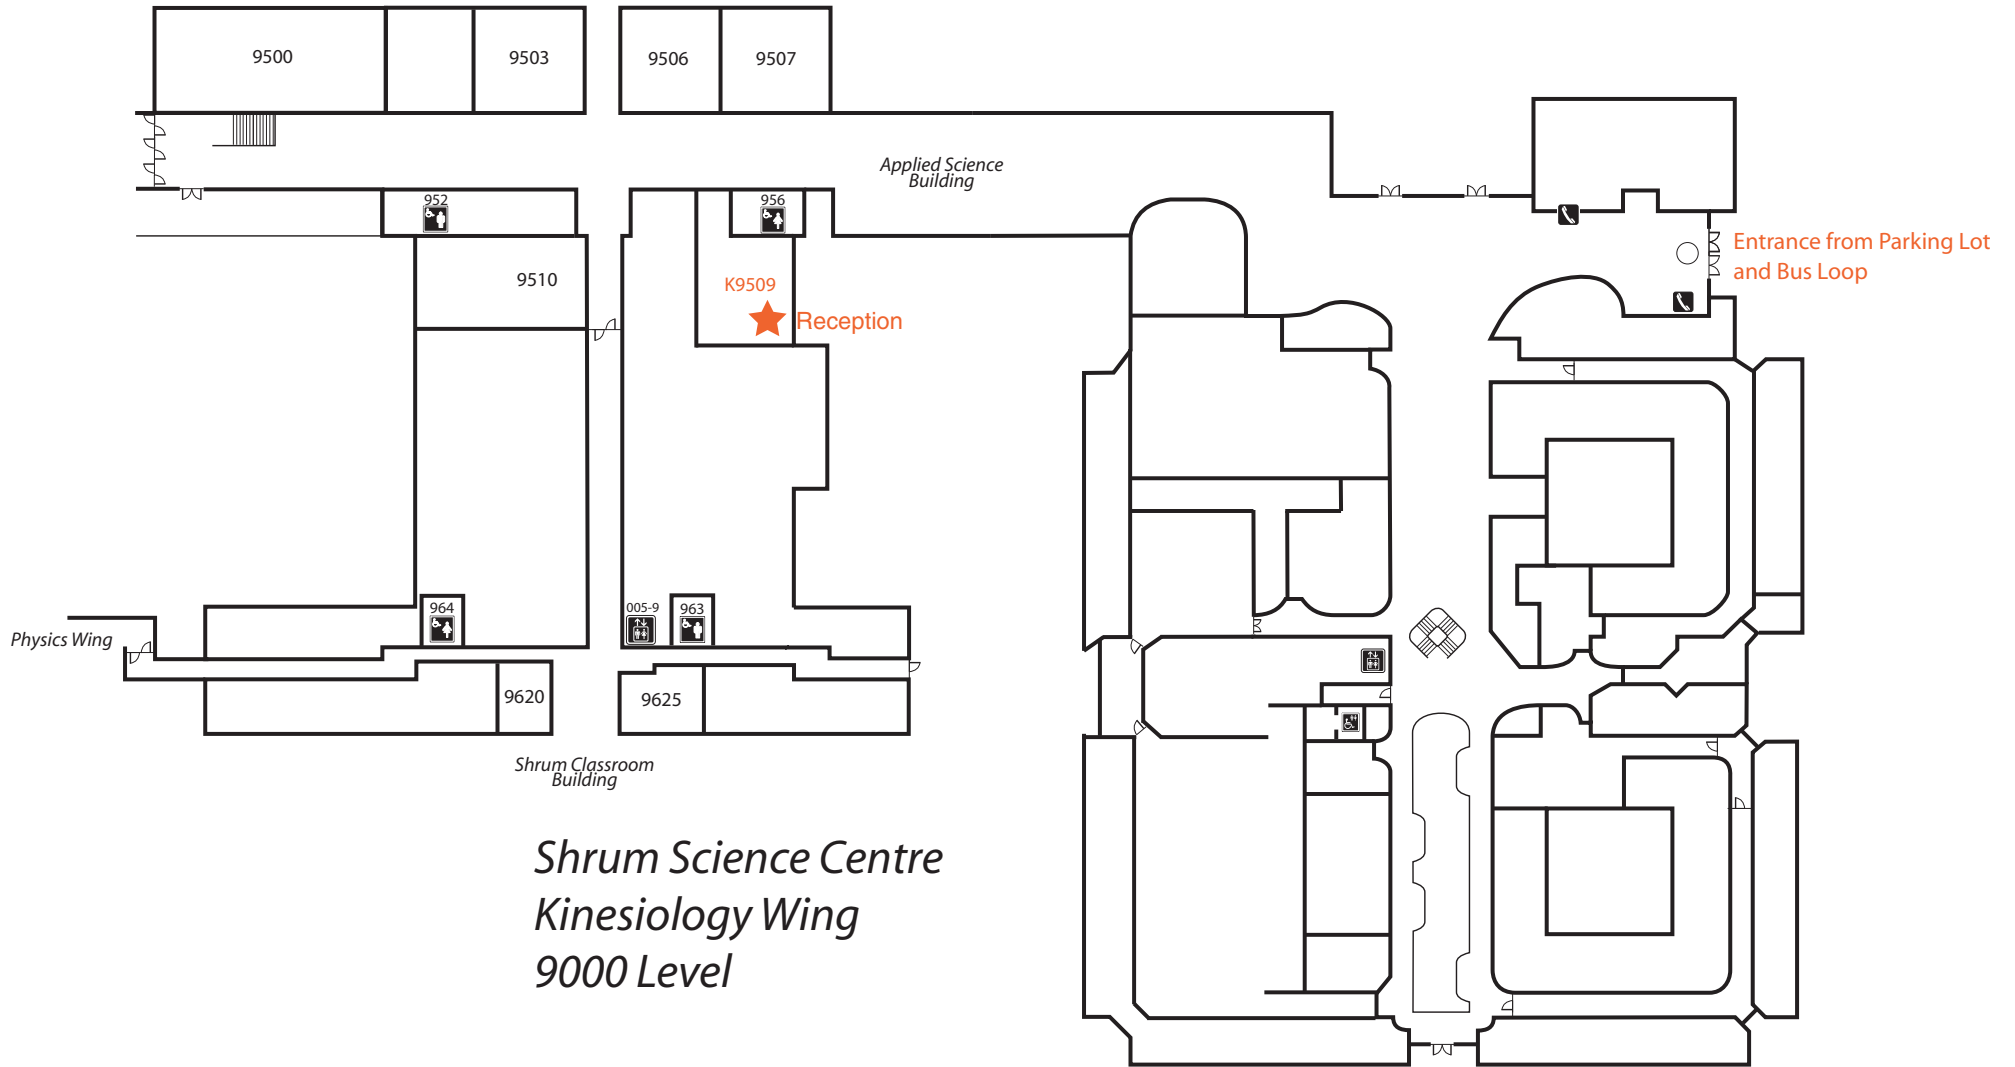 9500
9503
9506
9507
Applied Science
Building
952
956
Entrance from Parking Lot
and Bus Loop
9510
K9509
Reception
964
005-9
963
Physics Wing
9620
9625
Shrum Classroom
Building
Shrum Science Centre
Kinesiology Wing
9000 Level